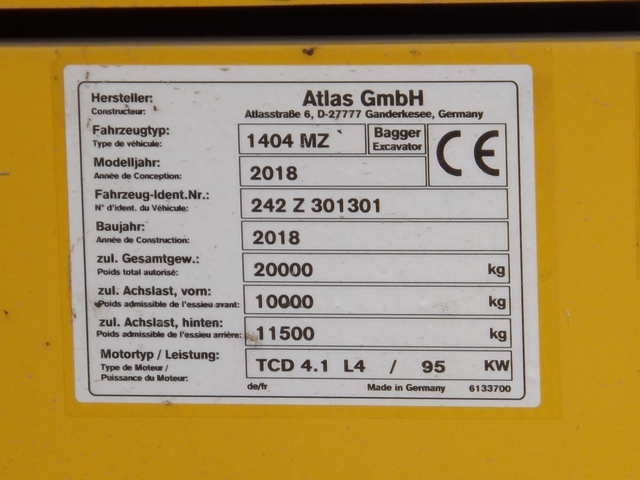 Hersteller: Atlas GmbH
Constructeur: Atlasstraße 6, D-27777 Ganderkesee, Germany
Fahrzeugtyp: 1404 MZ Bagger
Type de véhicule: Excavator
CE
Modelljahr: 2018
Année de Conception:
Fahrzeug-Ident.Nr.: 242 Z 301301
N° d'ident. du Véhicule:
Baujahr: 2018
Année de Construction:
zul. Gesamtgew.: 20000 kg
Poids total autorisé:
zul. Achslast, vorn: 10000 kg
Poids admissible de l'essieu avant:
zul. Achslast, hinten: 11500 kg
Poids admissible de l'essieu arrière:
Motortyp / Leistung: TCD 4.1 L4 / 95 KW
Type de Moteur /
Puissance du Moteur:
de/fr Made in Germany 6133700